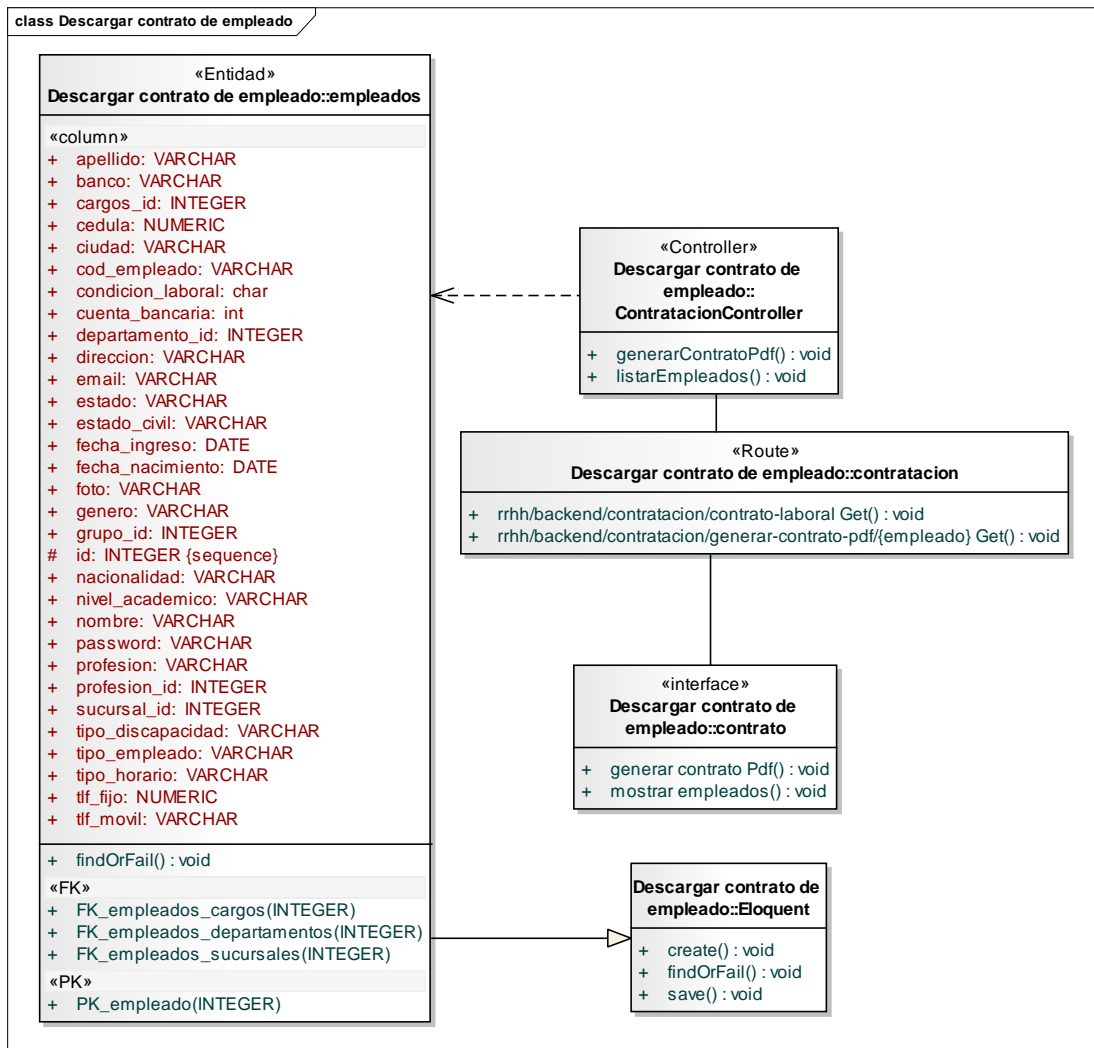 class Descargar contrato de empleado
«Entidad»
Descargar contrato de empleado::empleados
«column»
+ apellido: VARCHAR
+ banco: VARCHAR
+ cargos_id: INTEGER
+ cedula: NUMERIC
+ ciudad: VARCHAR
+ cod_empleado: VARCHAR
+ condicion_laboral: char
+ cuenta_bancaria: int
+ departamento_id: INTEGER
+ direccion: VARCHAR
+ email: VARCHAR
+ estado: VARCHAR
+ estado_civil: VARCHAR
+ fecha_ingreso: DATE
+ fecha_nacimiento: DATE
+ foto: VARCHAR
+ genero: VARCHAR
+ grupo_id: INTEGER
# id: INTEGER {sequence}
+ nacionalidad: VARCHAR
+ nivel_academico: VARCHAR
+ nombre: VARCHAR
+ password: VARCHAR
+ profesion: VARCHAR
+ profesion_id: INTEGER
+ sucursal_id: INTEGER
+ tipo_discapacidad: VARCHAR
+ tipo_empleado: VARCHAR
+ tipo_horario: VARCHAR
+ tlf_fijo: NUMERIC
+ tlf_movil: VARCHAR
+ findOrFail() : void
«FK»
+ FK_empleados_cargos(INTEGER)
+ FK_empleados_departamentos(INTEGER)
+ FK_empleados_sucursales(INTEGER)
«PK»
+ PK_empleado(INTEGER)
«Controller»
Descargar contrato de
empleado::
ContratacionController
+ generarContratoPdf() : void
+ listarEmpleados() : void
«Route»
Descargar contrato de empleado::contratacion
+ rrhh/backend/contratacion/contrato-laboral Get() : void
+ rrhh/backend/contratacion/generar-contrato-pdf/{empleado} Get() : void
«interface»
Descargar contrato de
empleado::contrato
+ generar contrato Pdf() : void
+ mostrar empleados() : void
Descargar contrato de
empleado::Eloquent
+ create() : void
+ findOrFail() : void
+ save() : void